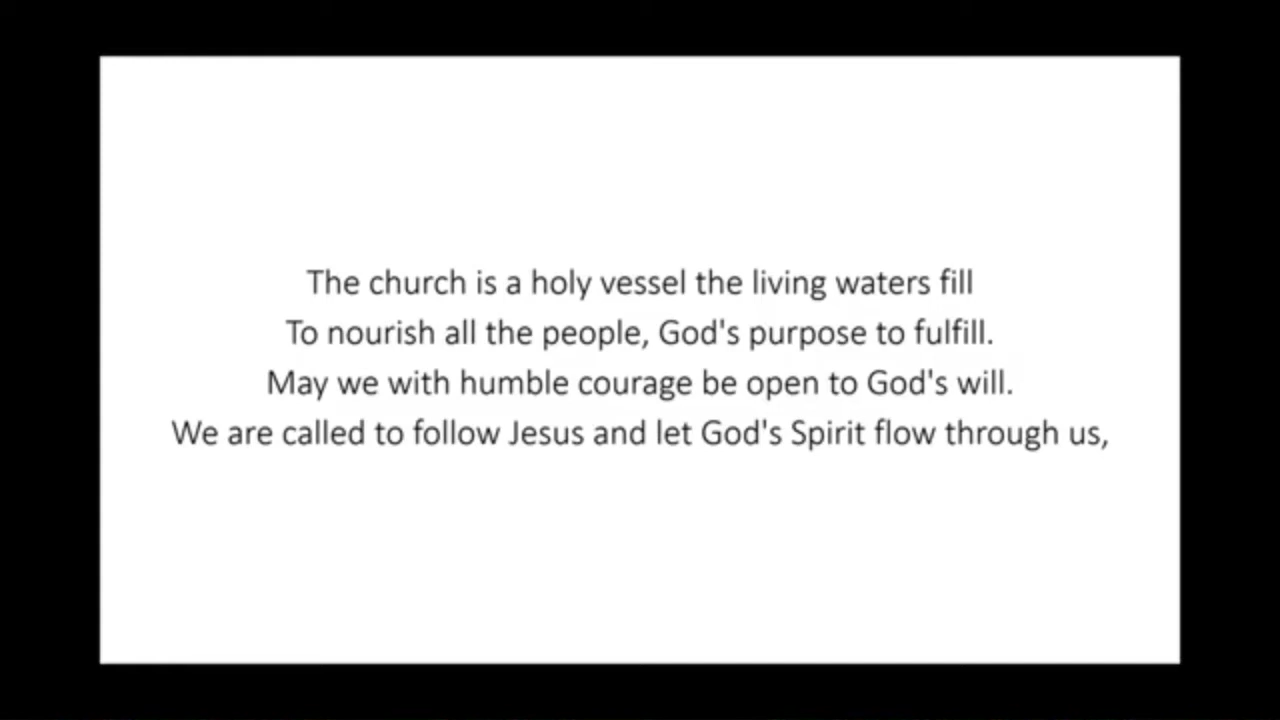 The church is a holy vessel the living waters fill
To nourish all the people, God's purpose to fulfill.
May we with humble courage be open to God's will.
We are called to follow Jesus and let God's Spirit flow through us,